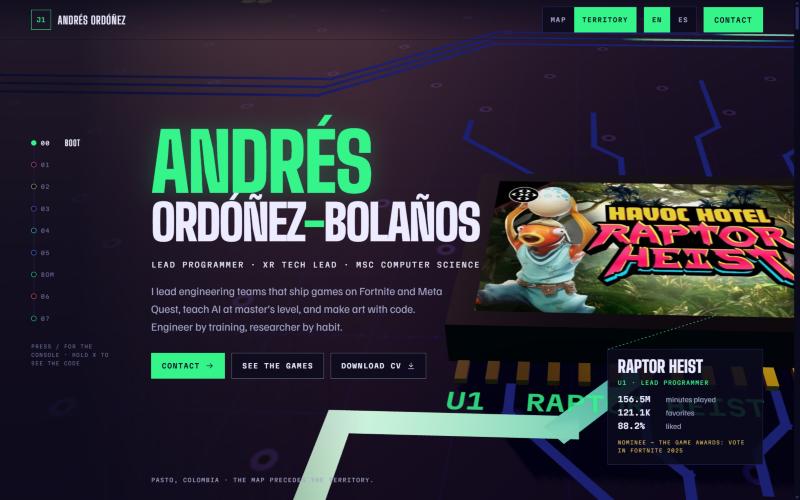 J1 ANDRÉS ORDÓÑEZ
MAP TERRITORY EN ES CONTACT
00 BOOT
01
02
03
04
05
BOM
06
07
PRESS / FOR THE
CONSOLE · HOLD X TO
SEE THE CODE
ANDRÉS
ORDÓÑEZ–BOLAÑOS
LEAD PROGRAMMER · XR TECH LEAD · MSC COMPUTER SCIENCE
I lead engineering teams that ship games on Fortnite and Meta
Quest, teach AI at master's level, and make art with code.
Engineer by training, researcher by habit.
CONTACT → SEE THE GAMES DOWNLOAD CV
HAVOC HOTEL
RAPTOR
HEIST
U1 RAPTOR HEIST
RAPTOR HEIST
U1 · LEAD PROGRAMMER
156.5M minutes played
121.1K favorites
88.2% liked
NOMINEE — THE GAME AWARDS: VOTE
IN FORTNITE 2025
PASTO, COLOMBIA · THE MAP PRECEDES THE TERRITORY.